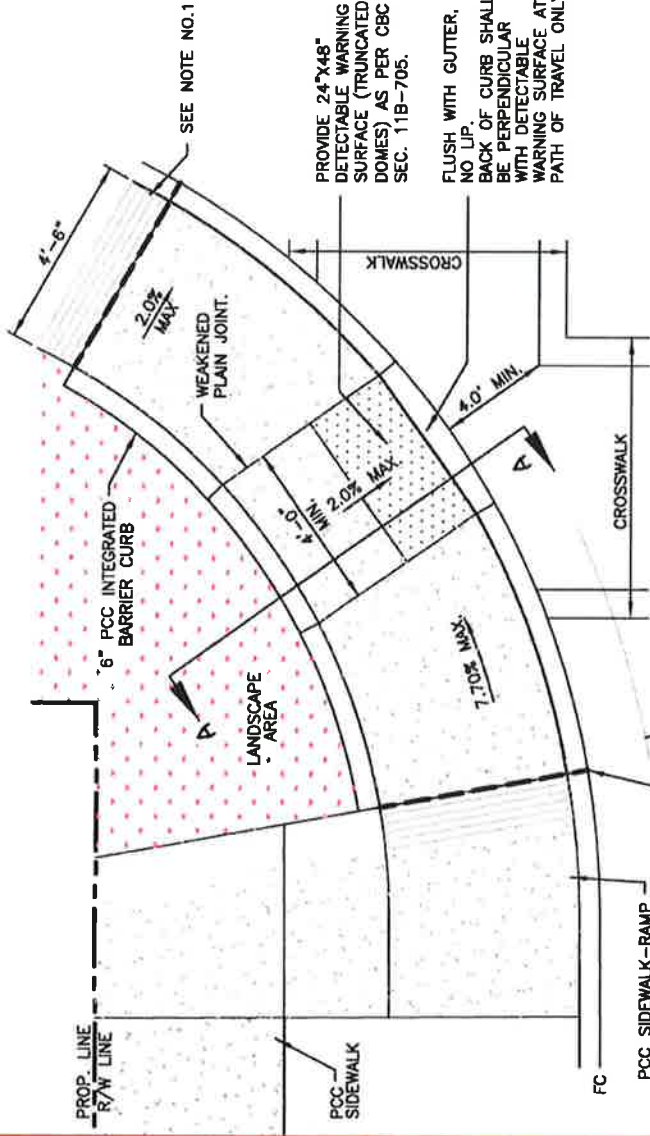 SEE NOTE NO.1
4'-6"
2.0%
MAX
WEAKENED
PLAIN JOINT.
6" PCC INTEGRATED
BARRIER CURB
PROVIDE 24"X48"
DETECTABLE WARNING
SURFACE (TRUNCATED
DOMES) AS PER CBC
SEC. 11B-705.
FLUSH WITH GUTTER,
NO LIP.
BACK OF CURB SHALL
BE PERPENDICULAR
WITH DETECTABLE
WARNING SURFACE AT
PATH OF TRAVEL ONLY
CROSSWALK
4'-0"
MIN.
2.0% MAX.
4.0' MIN.
A
A
LANDSCAPE
AREA
7.70% MAX.
CROSSWALK
PROP. LINE
R/W LINE
PCC
SIDEWALK
FC
PCC SIDEWALK-RAMP